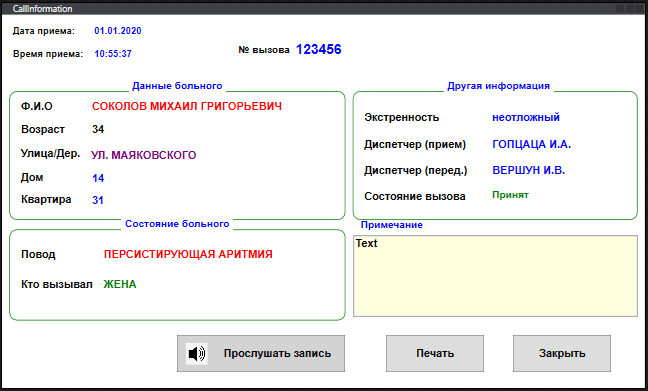 CallInformation
Дата приема: 01.01.2020
Время приема: 10:55:37
№ вызова 123456
Данные больного
Ф.И.О СОКОЛОВ МИХАИЛ ГРИГОРЬЕВИЧ
Возраст 34
Улица/Дер. УЛ. МАЯКОВСКОГО
Дом 14
Квартира 31
Другая информация
Экстренность неотложный
Диспетчер (прием) ГОПЦАЦА И.А.
Диспетчер (перед.) ВЕРШУН И.В.
Состояние вызова Принят
Состояние больного
Повод ПЕРСИСТИРУЮЩАЯ АРИТМИЯ
Кто вызывал ЖЕНА
Примечание
Text
Прослушать запись
Печать
Закрыть